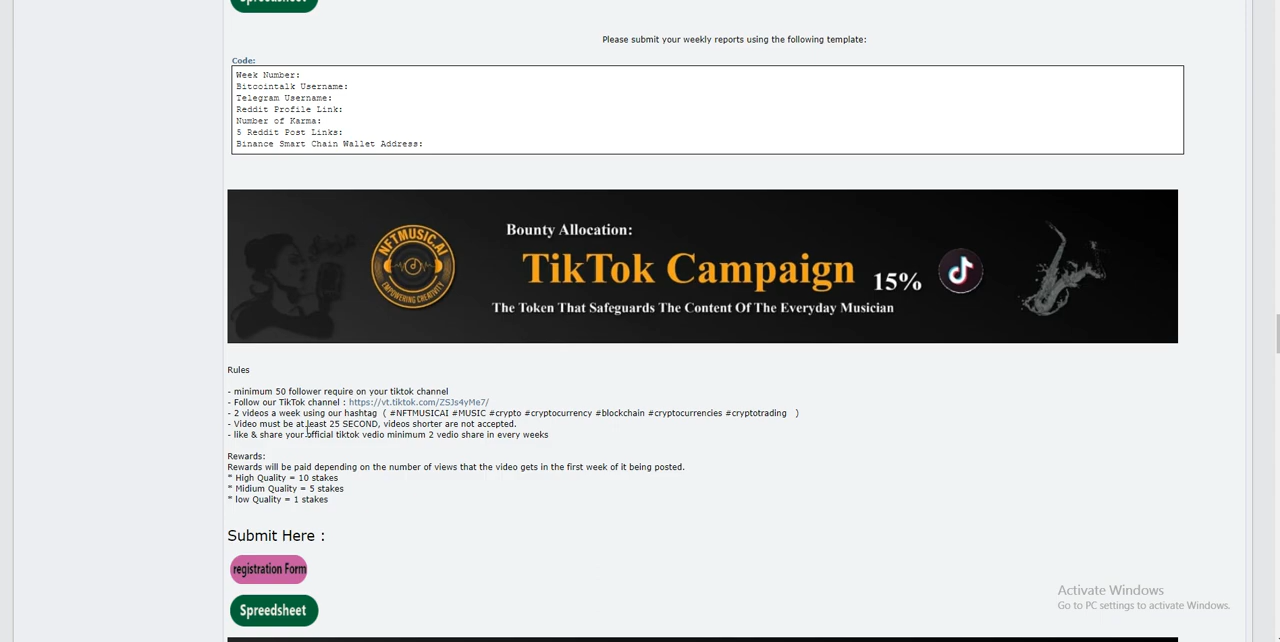 Spreedsheet
Please submit your weekly reports using the following template:
Code:
Week Number:
Bitcointalk Username:
Telegram Username:
Reddit Profile Link:
Number of Karma:
5 Reddit Post Links:
Binance Smart Chain Wallet Address:
NFTMUSIC.AI
EMPOWERING CREATIVITY
Bounty Allocation:
TikTok Campaign 15%
The Token That Safeguards The Content Of The Everyday Musician
Rules
- minimum 50 follower require on your tiktok channel
- Follow our TikTok channel : https://vt.tiktok.com/ZSJs4yMe7/
- 2 videos a week using our hashtag ( #NFTMUSICAI #MUSIC #crypto #cryptocurrency #blockchain #cryptocurrencies #cryptotrading )
- Video must be at least 25 SECOND, videos shorter are not accepted.
- like & share your official tiktok vedio minimum 2 vedio share in every weeks
Rewards:
Rewards will be paid depending on the number of views that the video gets in the first week of it being posted.
* High Quality = 10 stakes
* Midium Quality = 5 stakes
* low Quality = 1 stakes
Submit Here :
registration Form
Spreedsheet
Activate Windows
Go to PC settings to activate Windows.